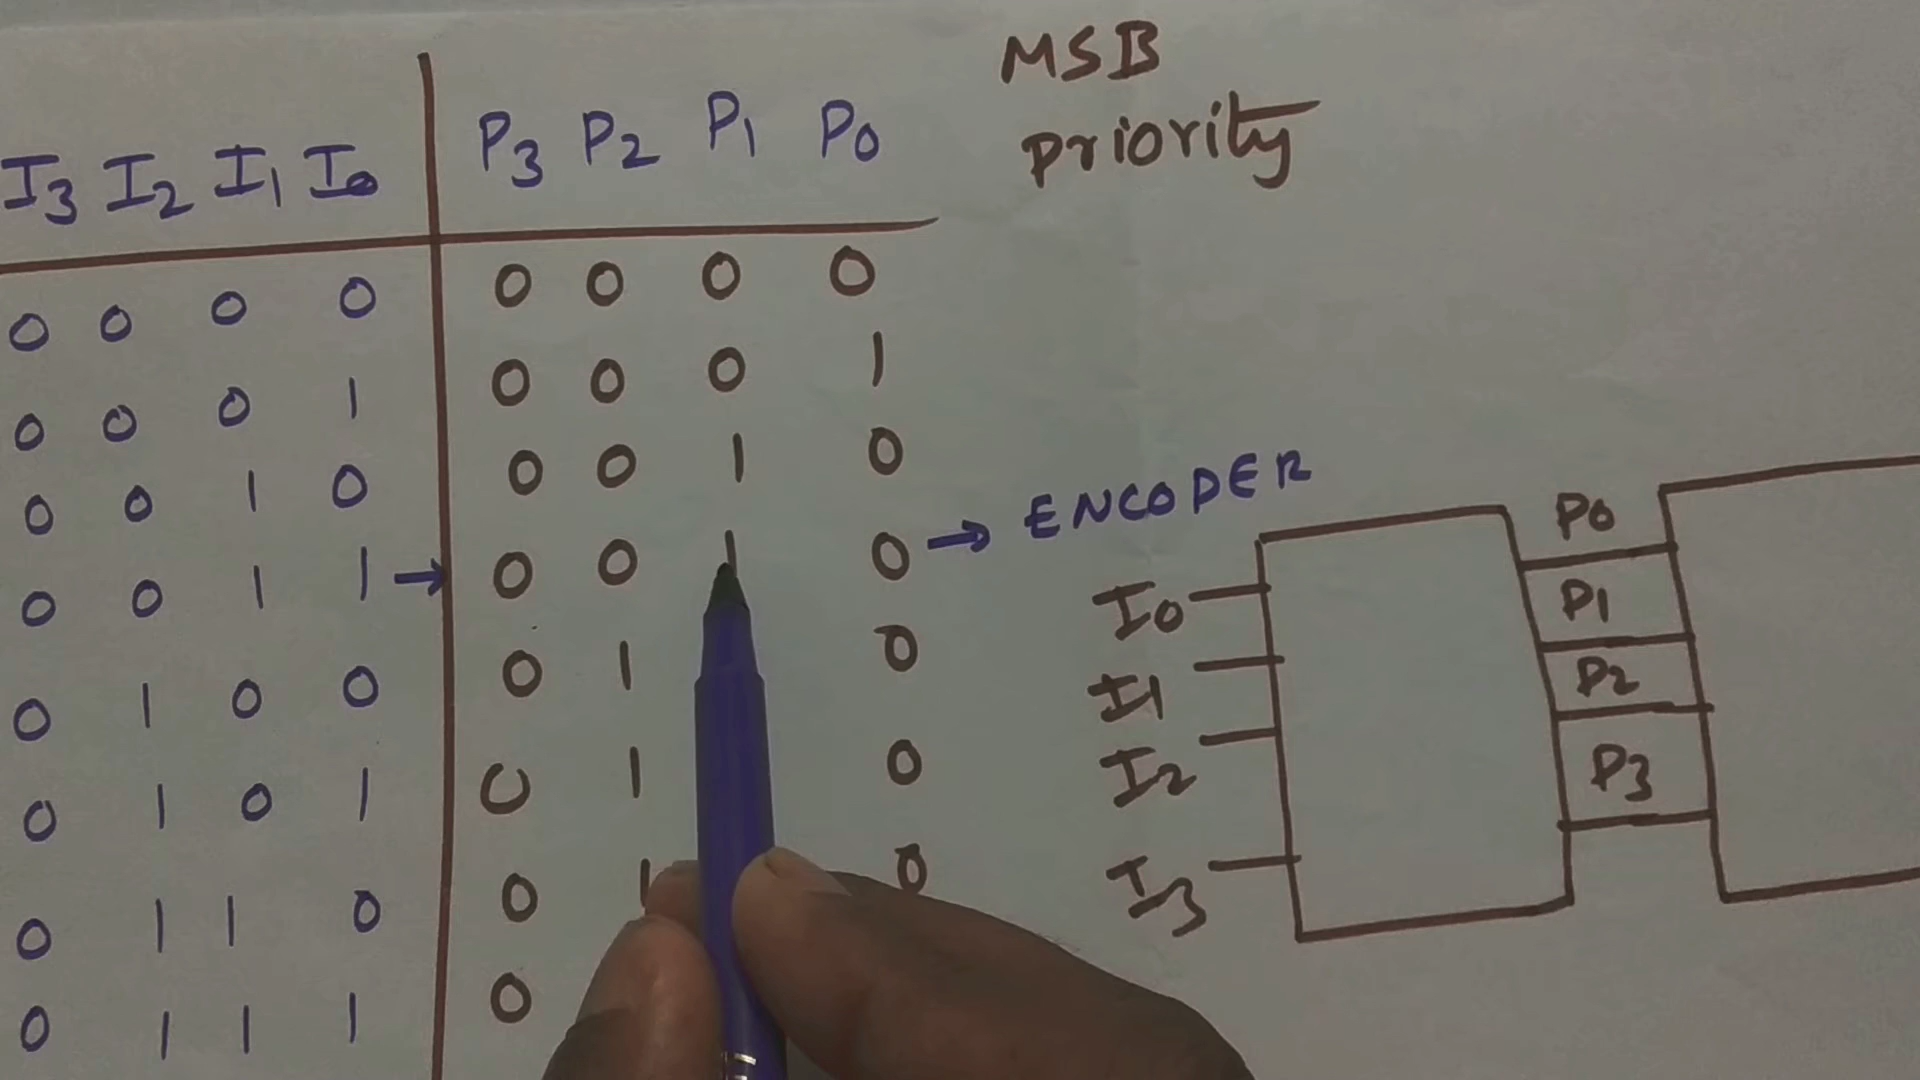 MSB
priority
I3 I2 I1 I0 P3 P2 P1 P0
0 0 0 0 0 0 0 0
0 0 0 1 0 0 0 1
0 0 1 0 0 0 1 0
0 0 1 1 → 0 0 1 0 → ENCODER
0 1 0 0 0 1 0
0 1 0 1 0 1 0
0 1 1 0 0 1 0
0 1 1 1 0
P0
I0 P1
I1 P2
I2 P3
I3